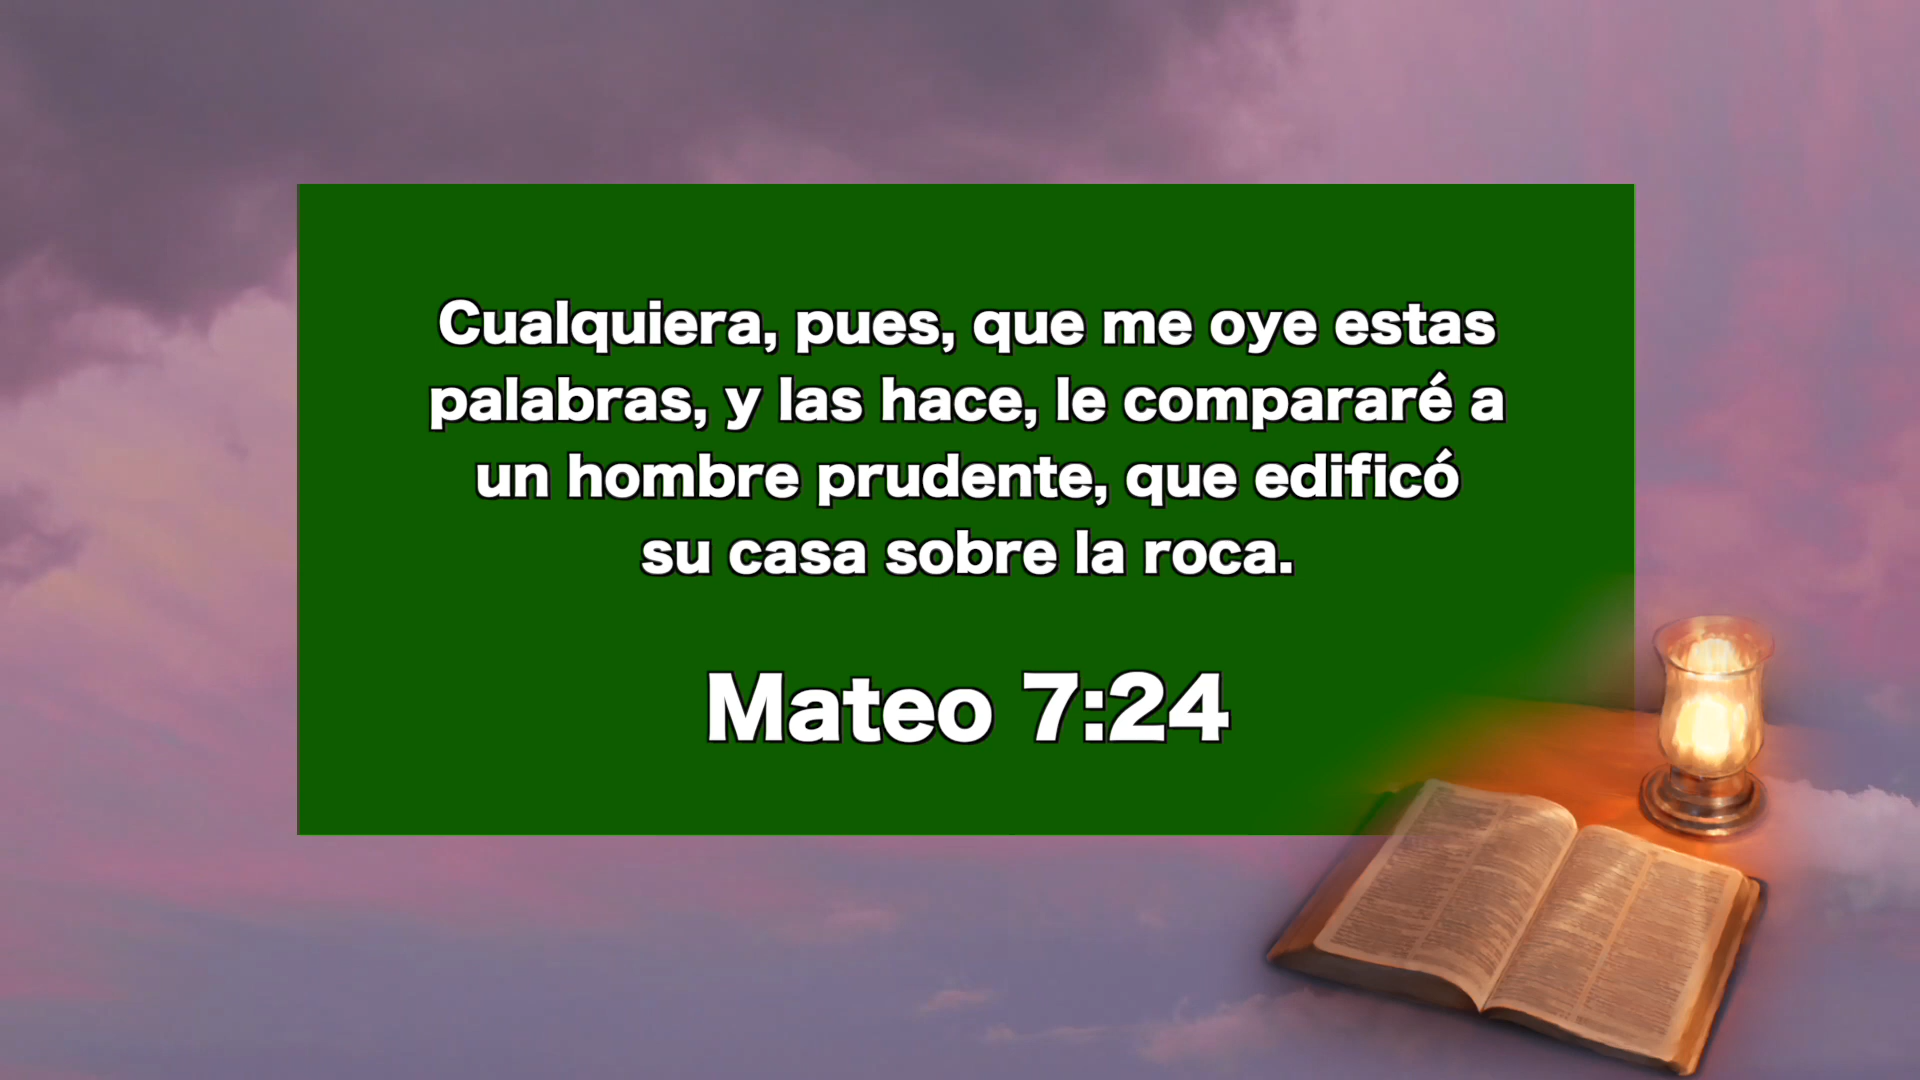 Cualquiera, pues, que me oye estas
palabras, y las hace, le compararé a
un hombre prudente, que edificó
su casa sobre la roca.
Mateo 7:24